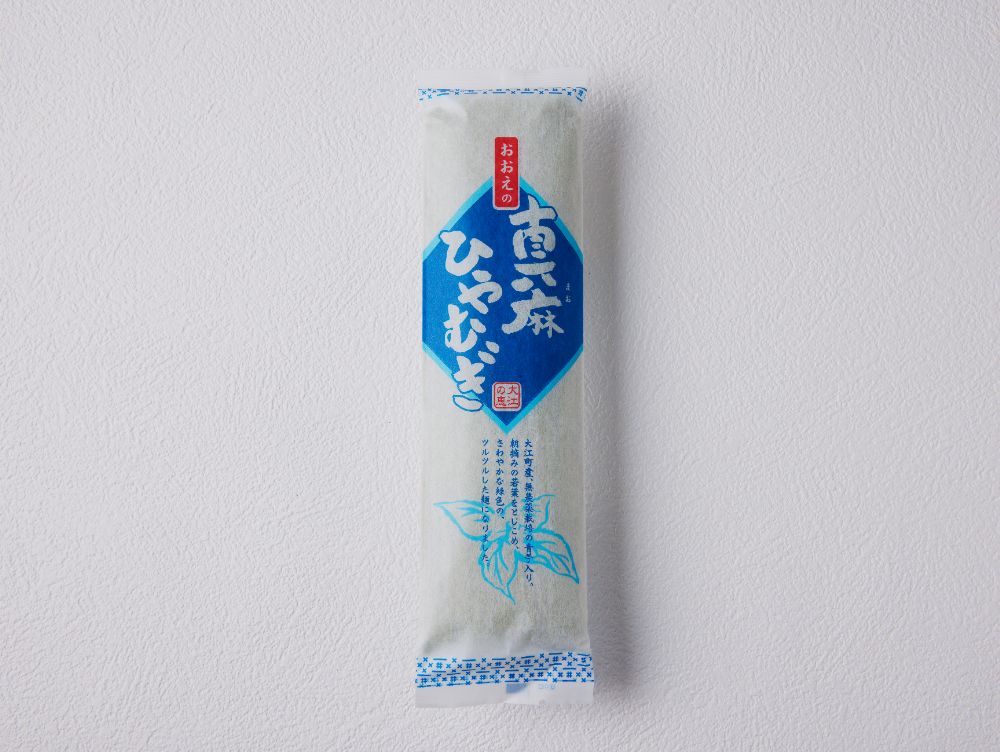 おおえの
真麻
まお
ひやむぎ
大江
の恵
大江町産、無農薬栽培の青苧入り。
朝摘みの若葉をとじこめ、
さわやかな緑色の、
ツルツルした麺になりました。